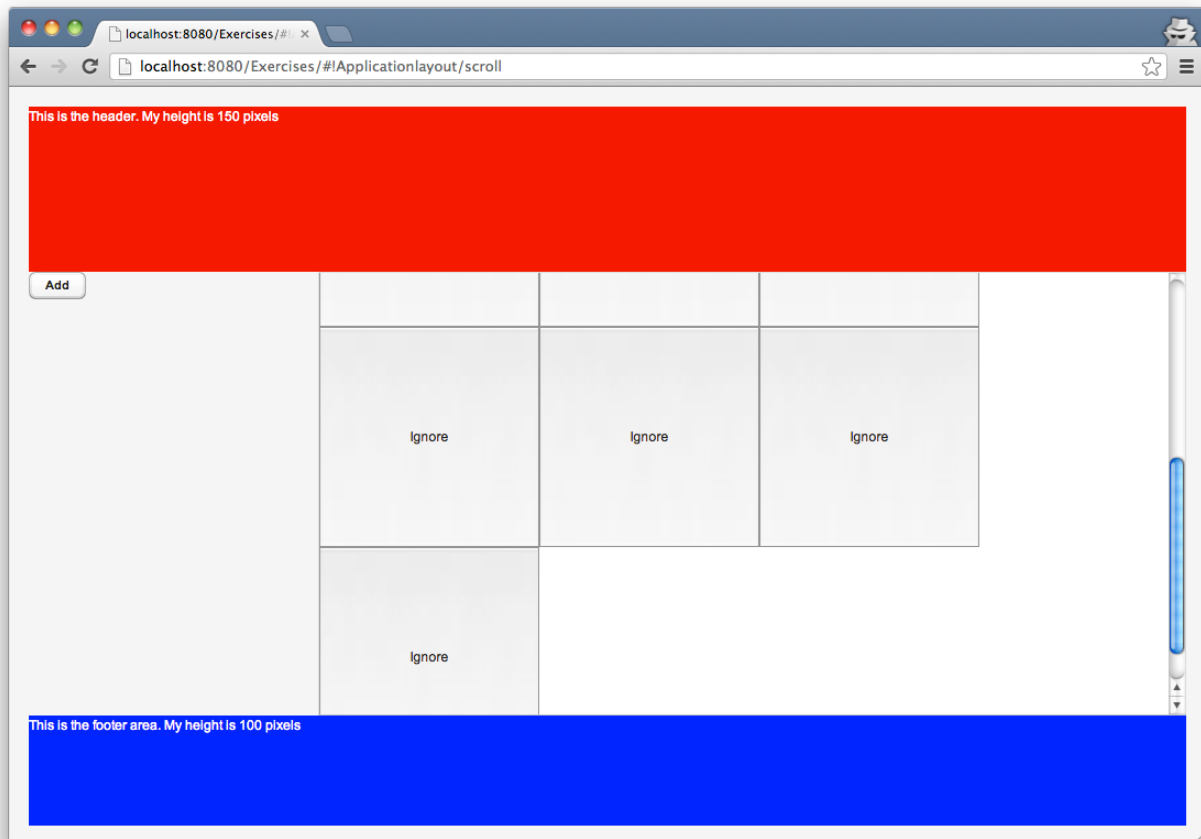 localhost:8080/Exercises/#!
localhost:8080/Exercises/#!Applicationlayout/scroll
This is the header. My height is 150 pixels
Add
Ignore Ignore Ignore
Ignore
This is the footer area. My height is 100 pixels